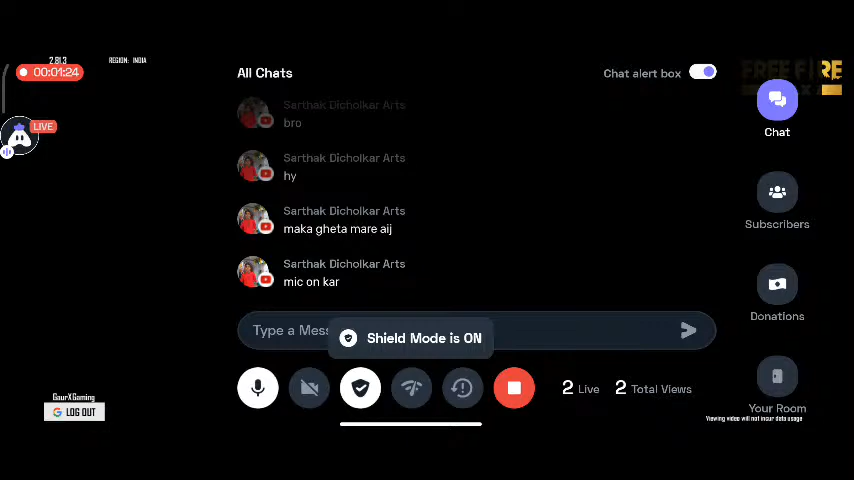 2.81.3
REGION: INDIA
00:01:24
All Chats
Chat alert box
FREE FIRE
Sarthak Dicholkar Arts
bro
LIVE
Chat
Sarthak Dicholkar Arts
hy
Sarthak Dicholkar Arts
maka gheta mare aij
Subscribers
Sarthak Dicholkar Arts
mic on kar
Donations
Type a Mess
Shield Mode is ON
2 Live 2 Total Views
GaurXGaming
G LOG OUT
Your Room
Viewing video will not incur data usage